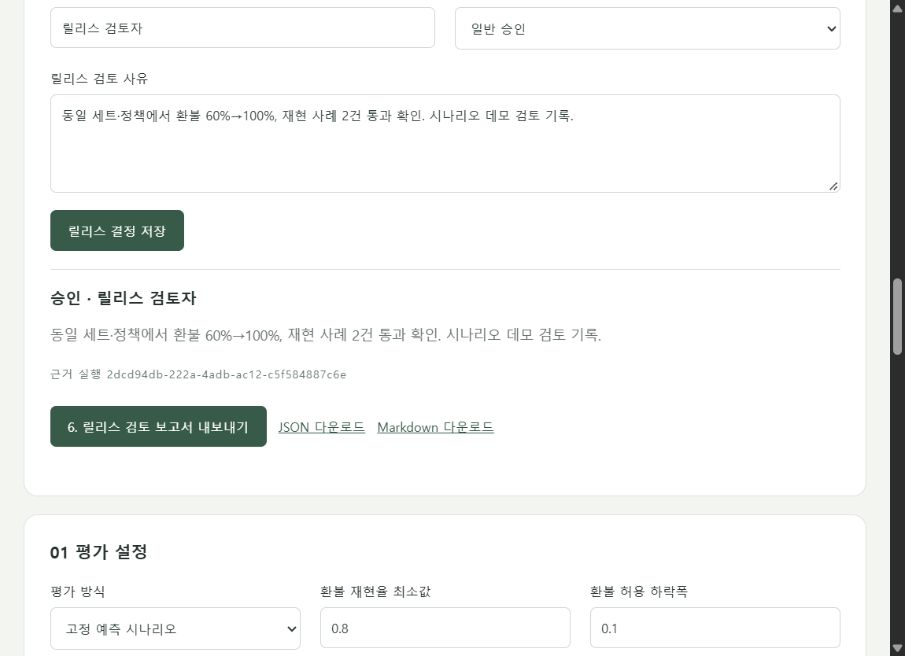 릴리스 검토자
일반 승인
릴리스 검토 사유
동일 세트·정책에서 환불 60%→100%, 재현 사례 2건 통과 확인. 시나리오 데모 검토 기록.
릴리스 결정 저장
승인 · 릴리스 검토자
동일 세트·정책에서 환불 60%→100%, 재현 사례 2건 통과 확인. 시나리오 데모 검토 기록.
근거 실행 2dcd94db-222a-4adb-ac12-c5f584887c6e
6. 릴리스 검토 보고서 내보내기 JSON 다운로드 Markdown 다운로드
01 평가 설정
평가 방식 환불 재현율 최소값 환불 허용 하락폭
고정 예측 시나리오 0.8 0.1